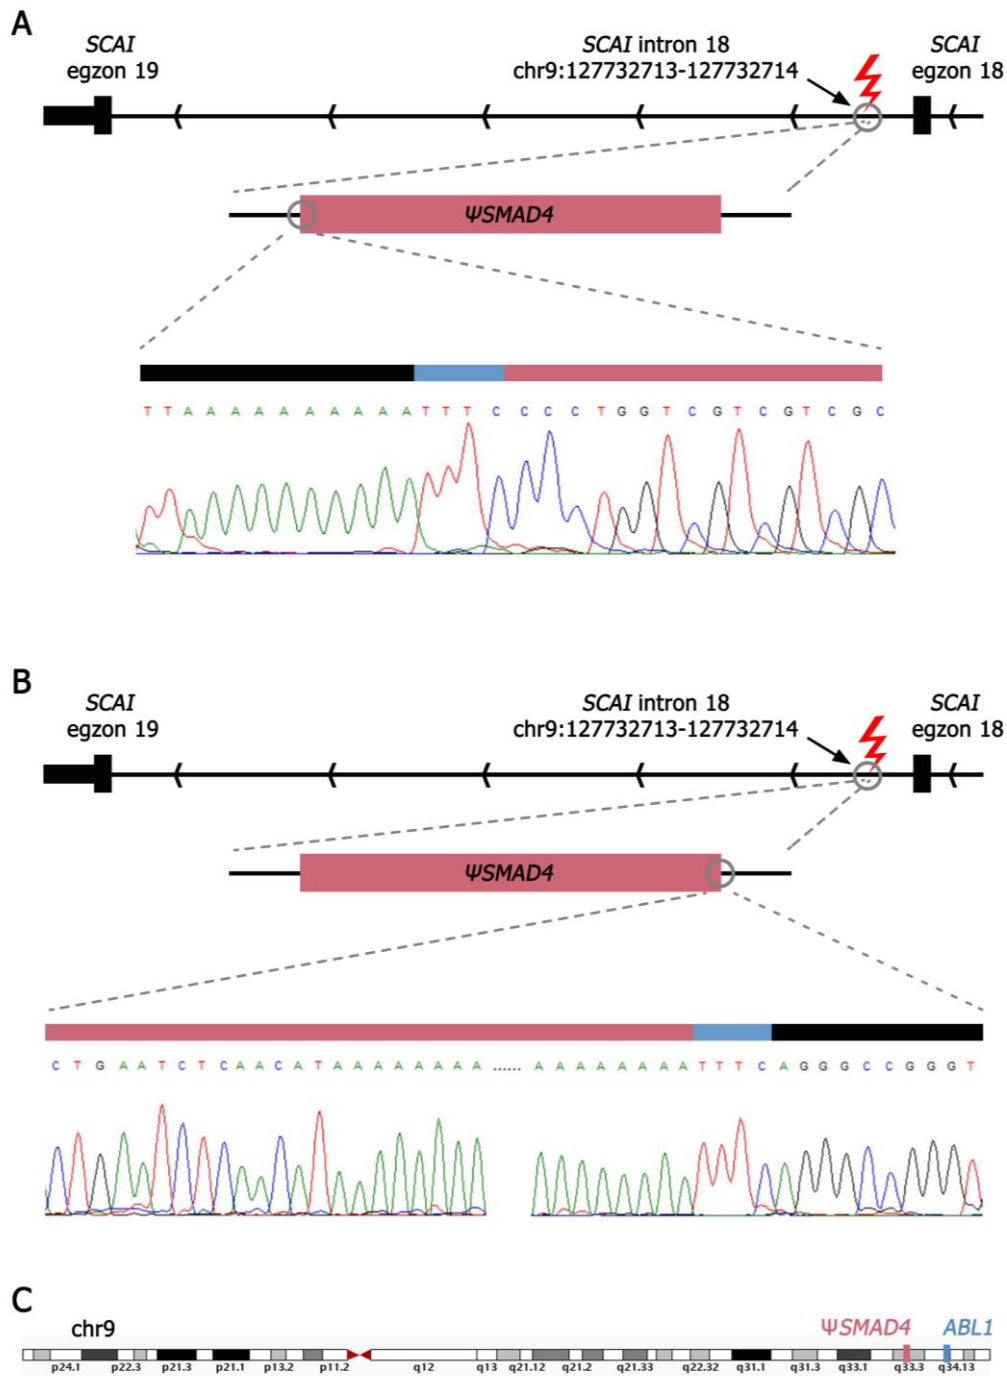 A
SCAI
egzon 19
SCAI intron 18
chr9:127732713-127732714
SCAI
egzon 18
ΨSMAD4
T T A A A A A A A A A A T T T C C C C T G G T C G T C G T C G C
B
SCAI
egzon 19
SCAI intron 18
chr9:127732713-127732714
SCAI
egzon 18
ΨSMAD4
C T G A A T C T C A A C A T A A A A A A A A ...... A A A A A A A A T T T C A G G G C C G G G T
C
chr9
ΨSMAD4 ABL1
p24.1 p22.3 p21.3 p21.1 p13.2 p11.2 q12 q13 q21.12 q21.2 q21.33 q22.32 q31.1 q31.3 q33.1 q33.3 q34.13